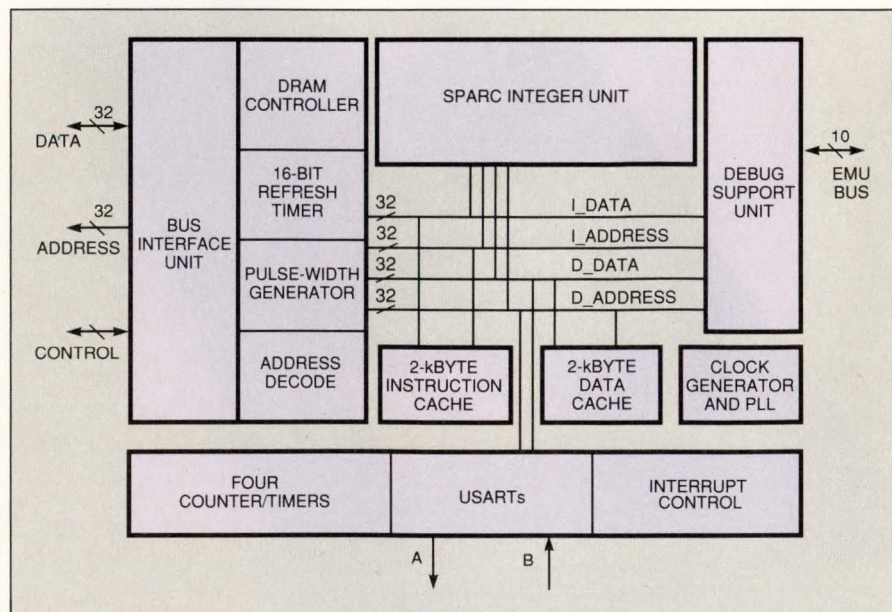 32
DATA
32
ADDRESS
CONTROL
BUS
INTERFACE
UNIT
DRAM
CONTROLLER
16-BIT
REFRESH
TIMER
PULSE-WIDTH
GENERATOR
ADDRESS
DECODE
SPARC INTEGER UNIT
32
I_DATA
32
I_ADDRESS
32
D_DATA
32
D_ADDRESS
DEBUG
SUPPORT
UNIT
10
EMU
BUS
2-kBYTE
INSTRUCTION
CACHE
2-kBYTE
DATA
CACHE
CLOCK
GENERATOR
AND PLL
FOUR
COUNTER/TIMERS
USARTs
INTERRUPT
CONTROL
A
B